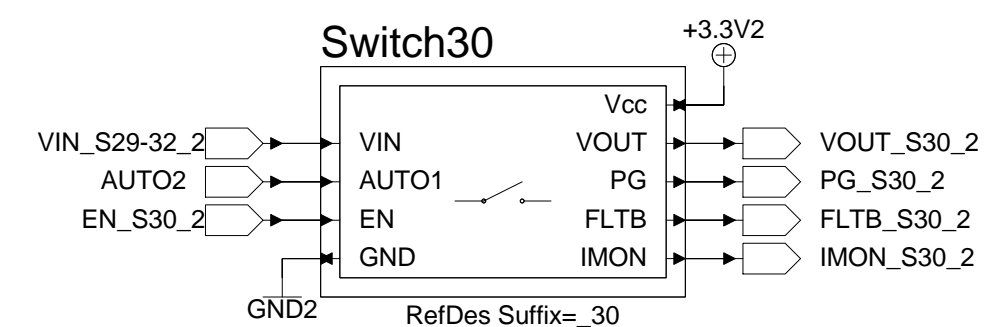 +3.3V2
Switch30
Vcc
VIN_S29-32_2 VIN VOUT VOUT_S30_2
AUTO2 AUTO1 PG PG_S30_2
EN_S30_2 EN FLTB FLTB_S30_2
GND IMON IMON_S30_2
GND2
RefDes Suffix=_30